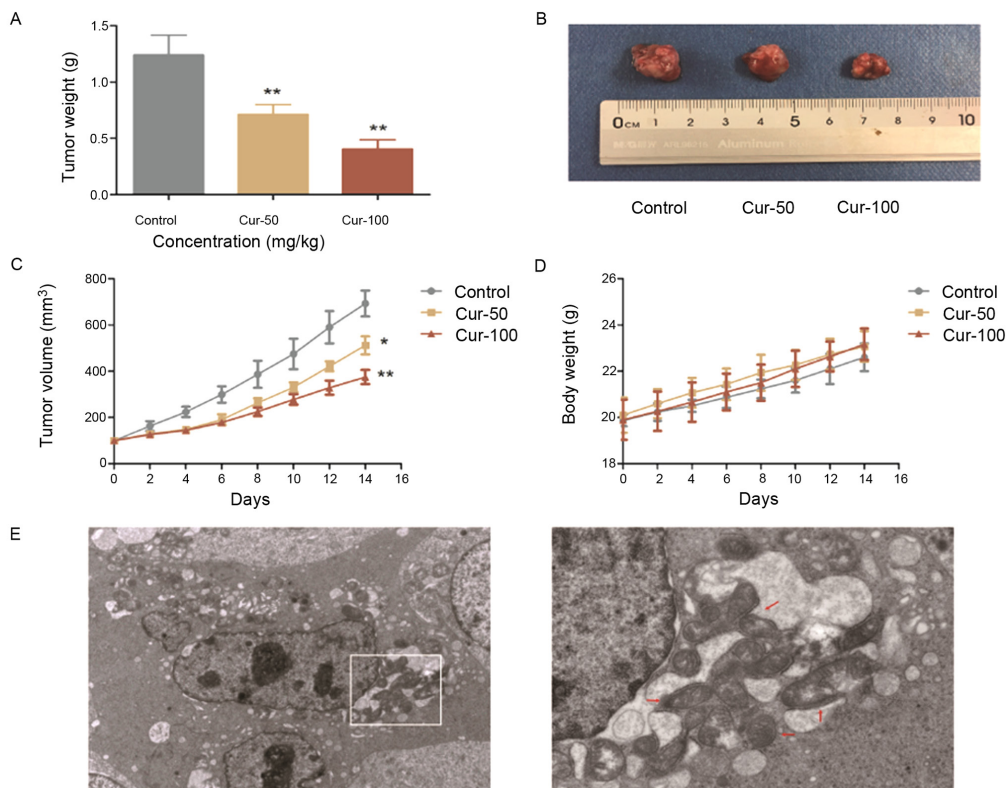 A
Tumor weight (g)
1.5
1.0
0.5
0.0
**
**
Control Cur-50 Cur-100
Concentration (mg/kg)
B
0 CM 1 2 3 4 5 6 7 8 9 10
Aluminum
Control Cur-50 Cur-100
C
Tumor volume (mm³)
800
600
400
200
0
*
**
0 2 4 6 8 10 12 14 16
Days
Control
Cur-50
Cur-100
D
Body weight (g)
26
24
22
20
18
0 2 4 6 8 10 12 14 16
Days
Control
Cur-50
Cur-100
E